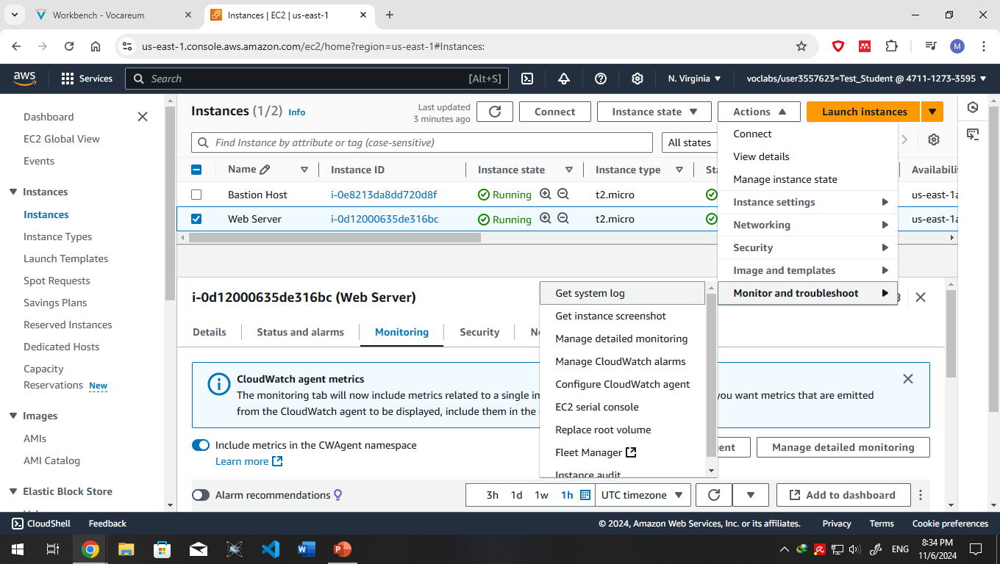 Workbench - Vocareum
Instances | EC2 | us-east-1
us-east-1.console.aws.amazon.com/ec2/home?region=us-east-1#Instances:
M
aws
Services
Search
[Alt+S]
N. Virginia
voclabs/user3557623=Test_Student @ 4711-1273-3595
Dashboard
EC2 Global View
Events
Instances
Instances
Instance Types
Launch Templates
Spot Requests
Savings Plans
Reserved Instances
Dedicated Hosts
Capacity
Reservations New
Images
AMIs
AMI Catalog
Elastic Block Store
Instances (1/2) Info
Last updated
3 minutes ago
Connect
Instance state
Actions
Launch instances
Find Instance by attribute or tag (case-sensitive)
All states
Name
Instance ID
Instance state
Instance type
Sta
Availabili
Bastion Host
i-0e8213da8dd720d8f
Running
t2.micro
us-east-1a
Web Server
i-0d12000635de316bc
Running
t2.micro
us-east-1a
Connect
View details
Manage instance state
Instance settings
Networking
Security
Image and templates
Monitor and troubleshoot
Get system log
Get instance screenshot
Manage detailed monitoring
Manage CloudWatch alarms
Configure CloudWatch agent
EC2 serial console
Replace root volume
Fleet Manager
Instance audit
i-0d12000635de316bc (Web Server)
Details
Status and alarms
Monitoring
Security
CloudWatch agent metrics
The monitoring tab will now include metrics related to a single in
you want metrics that are emitted
from the CloudWatch agent to be displayed, include them in the
Include metrics in the CWAgent namespace
Learn more
ent
Manage detailed monitoring
Alarm recommendations
3h
1d
1w
1h
UTC timezone
Add to dashboard
CloudShell
Feedback
© 2024, Amazon Web Services, Inc. or its affiliates.
Privacy
Terms
Cookie preferences
ENG
8:34 PM
11/6/2024